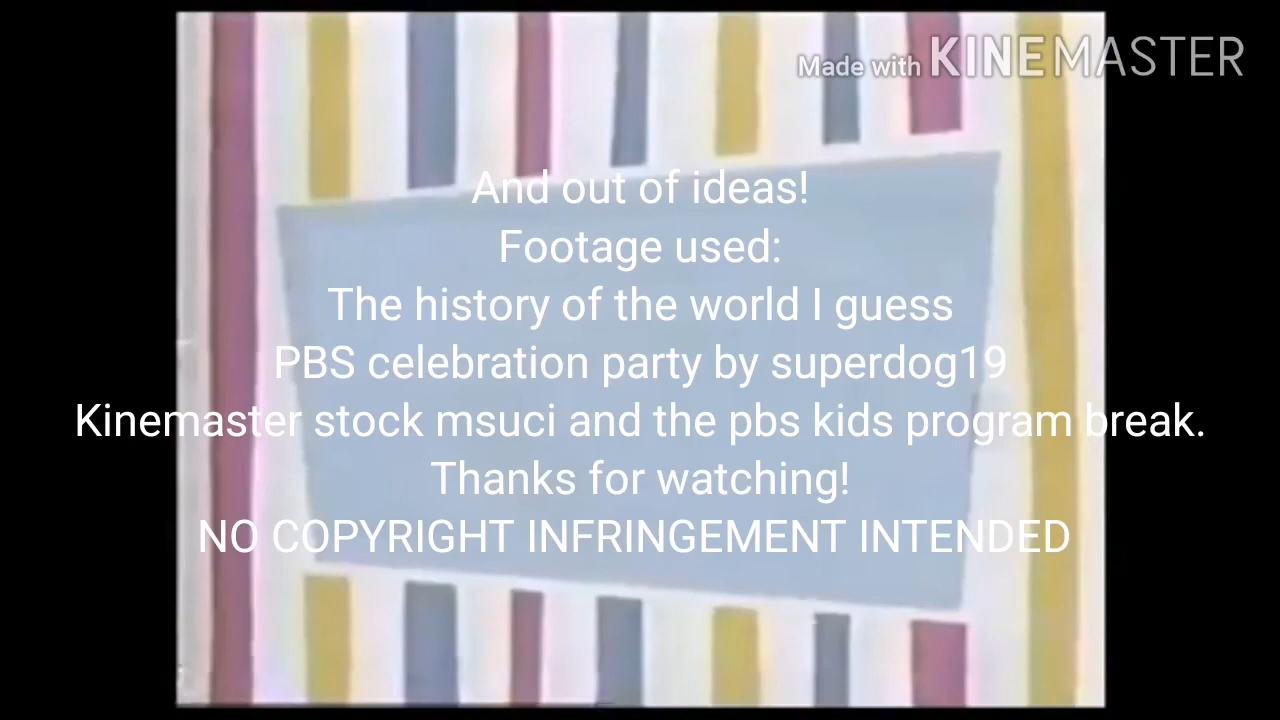 Made with KINEMASTER
And out of ideas!
Footage used:
The history of the world I guess
PBS celebration party by superdog19
Kinemaster stock msuci and the pbs kids program break.
Thanks for watching!
NO COPYRIGHT INFRINGEMENT INTENDED